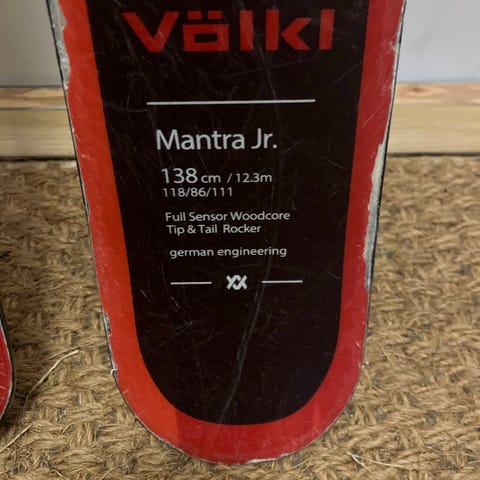 Völkl
Mantra Jr.
138 cm / 12.3m
118/86/111
Full Sensor Woodcore
Tip & Tail Rocker
german engineering